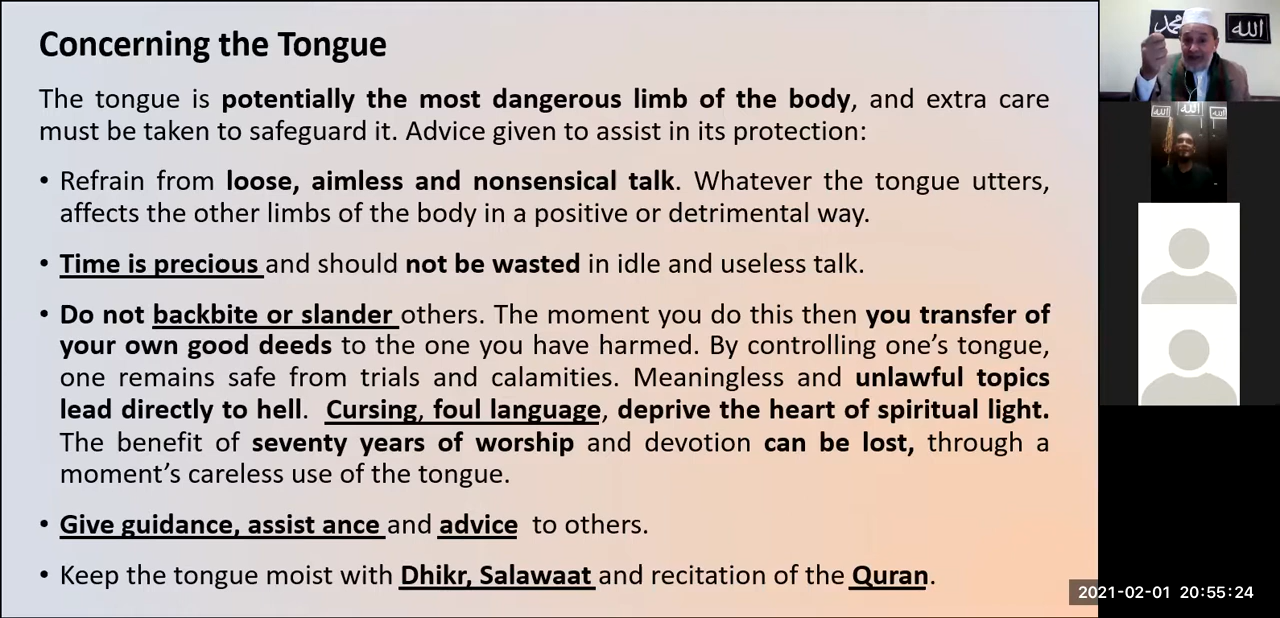 Concerning the Tongue
The tongue is potentially the most dangerous limb of the body, and extra care
must be taken to safeguard it. Advice given to assist in its protection:
• Refrain from loose, aimless and nonsensical talk. Whatever the tongue utters,
affects the other limbs of the body in a positive or detrimental way.
• Time is precious and should not be wasted in idle and useless talk.
• Do not backbite or slander others. The moment you do this then you transfer of
your own good deeds to the one you have harmed. By controlling one’s tongue,
one remains safe from trials and calamities. Meaningless and unlawful topics
lead directly to hell. Cursing, foul language, deprive the heart of spiritual light.
The benefit of seventy years of worship and devotion can be lost, through a
moment’s careless use of the tongue.
• Give guidance, assist ance and advice to others.
• Keep the tongue moist with Dhikr, Salawaat and recitation of the Quran.
محمد
الله
الله
الله
الله
2021-02-01 20:55:24